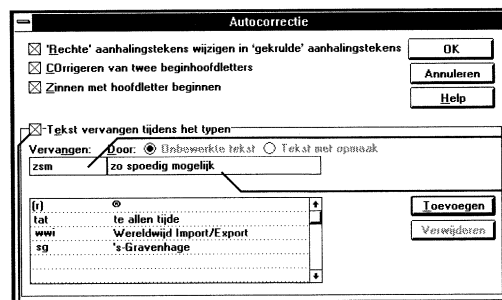 Autocorrectie
'Rechte' aanhalingstekens wijzigen in 'gekrulde' aanhalingstekens
OK
COrrigeren van twee beginhoofdletters
Annuleren
Zinnen met hoofdletter beginnen
Help
Tekst vervangen tijdens het typen
Vervangen: Door: Onbewerkte tekst Tekst met opmaak
zsm zo spoedig mogelijk
(r) ®
Toevoegen
tat te allen tijde
wwi Wereldwijd Import/Export
Verwijderen
sg 's-Gravenhage